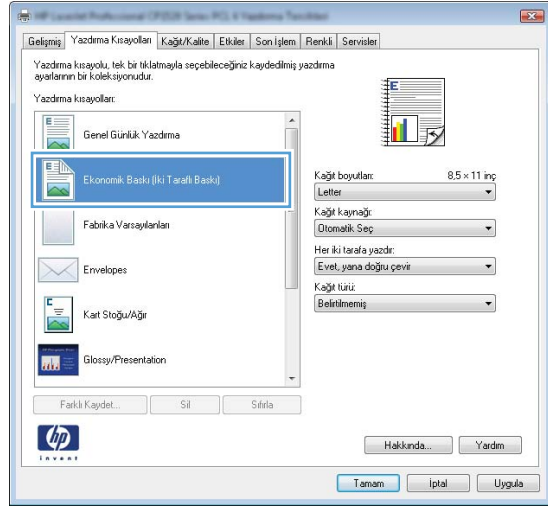 Gelişmiş Yazdırma Kısayolları Kağıt/Kalite Etkiler Son işlem Renkli Servisler
Yazdırma kısayolu, tek bir tıklatmayla seçebileceğiniz kaydedilmiş yazdırma
ayarlarının bir koleksiyonudur.
Yazdırma kısayolları:
Genel Günlük Yazdırma
Ekonomik Baskı (İki Taraflı Baskı)
Fabrika Varsayılanları
Envelopes
Kart Stoğu/Ağır
Glossy/Presentation
Farklı Kaydet... Sil Sıfırla
Kağıt boyutları: 8,5 × 11 inç
Letter
Kağıt kaynağı:
Otomatik Seç
Her iki tarafa yazdır:
Evet, yana doğru çevir
Kağıt türü:
Belirtilmemiş
hp
invent
Hakkında... Yardım
Tamam İptal Uygula